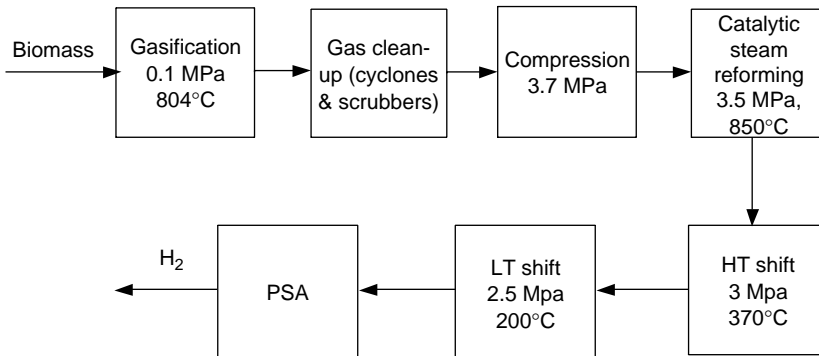 Biomass
Gasification
0.1 MPa
804°C
Gas clean-
up (cyclones
& scrubbers)
Compression
3.7 MPa
Catalytic
steam
reforming
3.5 MPa,
850°C
H₂
PSA
LT shift
2.5 Mpa
200°C
HT shift
3 Mpa
370°C